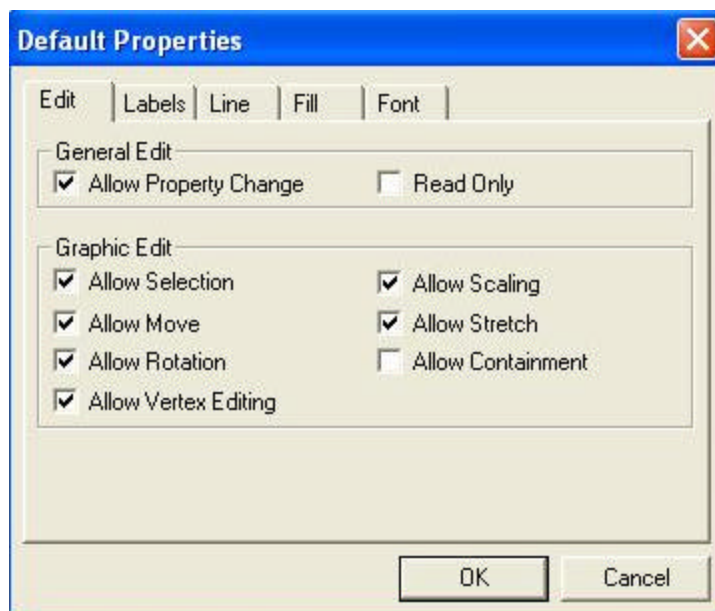 Default Properties
Edit Labels Line Fill Font
General Edit
Allow Property Change Read Only
Graphic Edit
Allow Selection Allow Scaling
Allow Move Allow Stretch
Allow Rotation Allow Containment
Allow Vertex Editing
OK Cancel